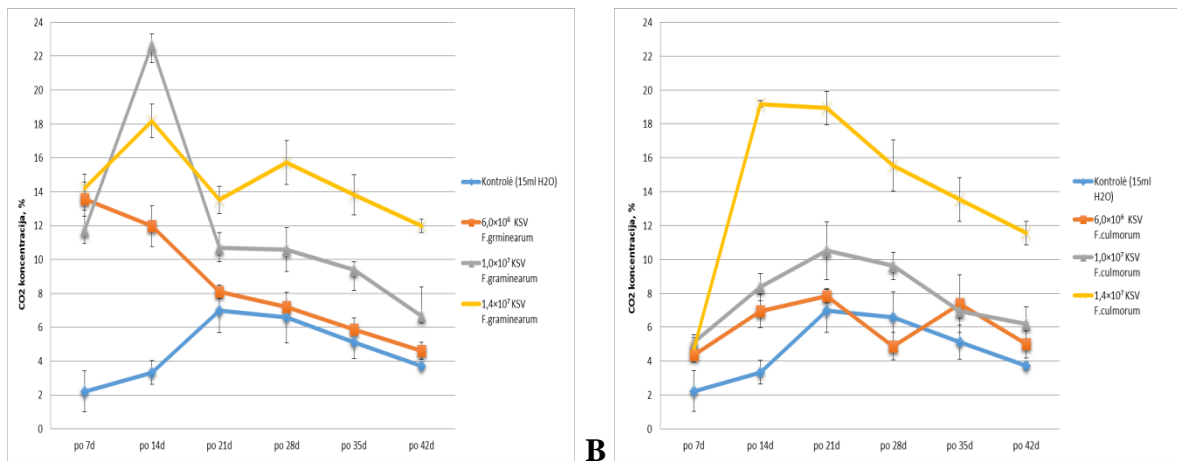 CO2 koncentracija, %
24
22
20
18
16
14
12
10
8
6
4
2
0
po 7d po 14d po 21d po 28d po 35d po 42d
Kontrolė (15ml H2O)
6,0×10⁶ KSV
F.grminearum
1,0×10⁷ KSV
F.graminearum
1,4×10⁷ KSV
F.graminearum
B
CO2 koncentracija, %
24
22
20
18
16
14
12
10
8
6
4
2
0
po 7d po 14d po 21d po 28d po 35d po 42d
Kontrolė (15ml
H2O)
6,0×10⁶ KSV
F.culmorum
1,0×10⁷ KSV
F.culmorum
1,4×10⁷ KSV
F.culmorum